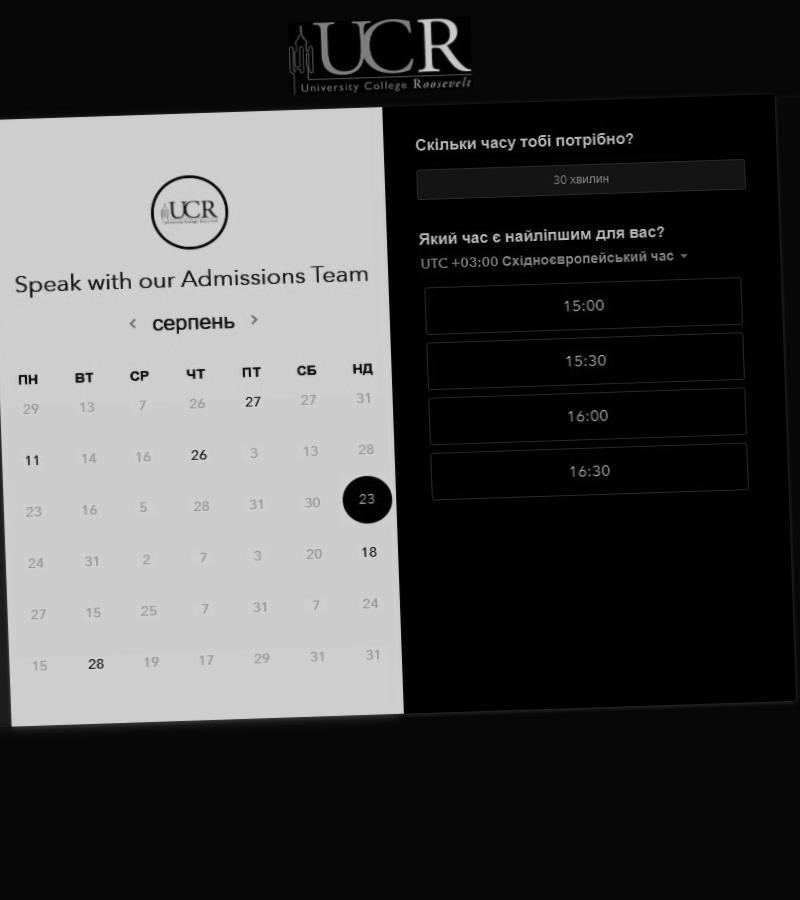 UCR
University College Roosevelt
UCR
Speak with our Admissions Team
серпень
ПН ВТ СР ЧТ ПТ СБ НД
29 13 7 26 27 27 31
11 14 16 26 3 13 28
23 16 5 28 31 30 23
24 31 2 7 3 20 18
27 15 25 7 31 7 24
15 28 19 17 29 31 31
Скільки часу тобі потрібно?
30 хвилин
Який час є найліпшим для вас?
UTC +03:00 Східноєвропейський час
15:00
15:30
16:00
16:30